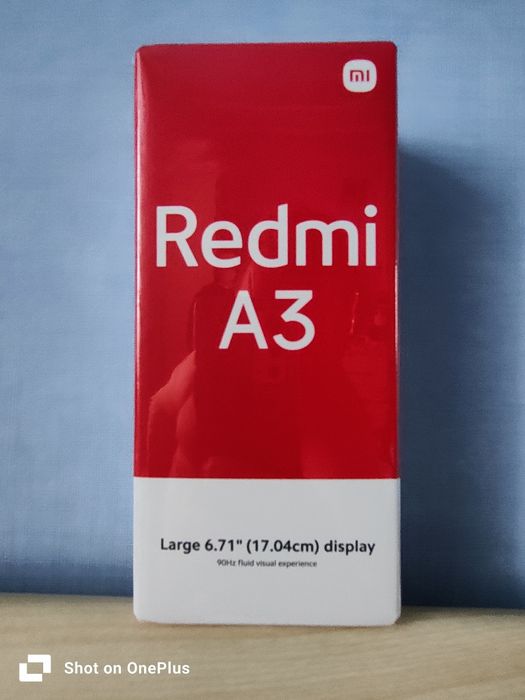 mi
Redmi
A3
Large 6.71" (17.04cm) display
90Hz fluid visual experience
Shot on OnePlus